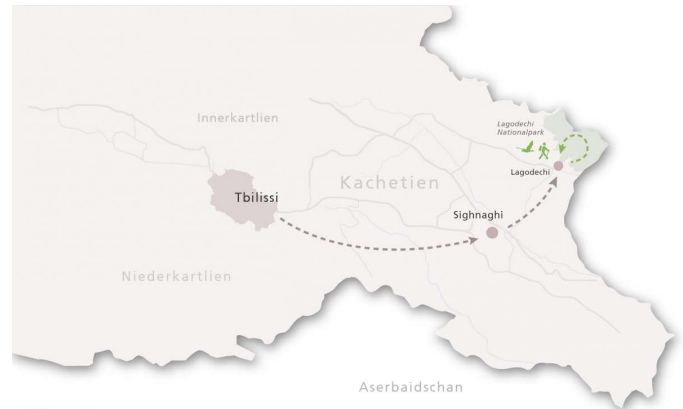 Innerkartlien
Lagodechi
Nationalpark
Lagodechi
Kachetien
Tbilissi
Sighnaghi
Niederkartlien
Aserbaidschan